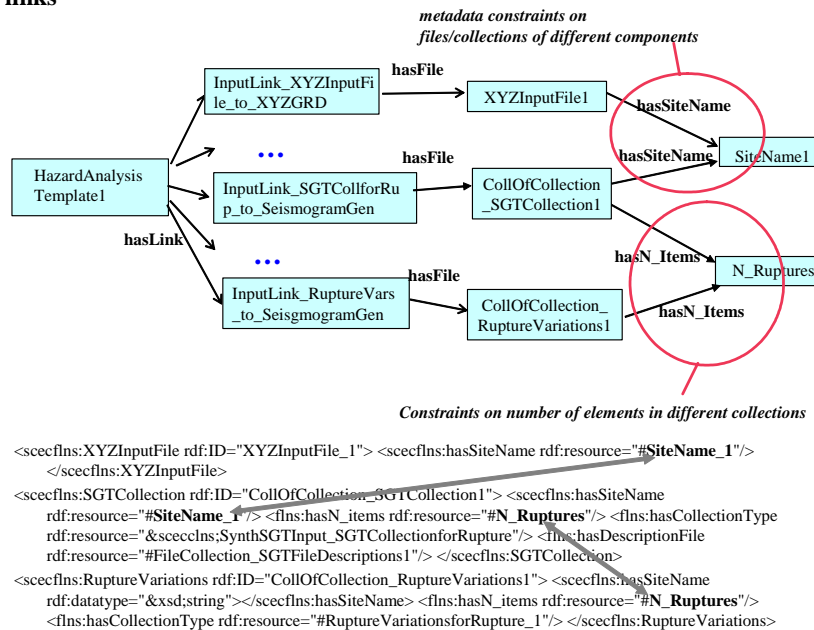 links
metadata constraints on
files/collections of different components
InputLink_XYZInputFi
le_to_XYZGRD
hasFile
XYZInputFile1
hasSiteName
...
hasFile
hasSiteName
SiteName1
HazardAnalysis
Template1
InputLink_SGTCollforRu
p_to_SeismogramGen
CollOfCollection
_SGTCollection1
hasLink
...
hasN_Items
N_Ruptures
hasFile
InputLink_RuptureVars
_to_SeisgmogramGen
CollOfCollection_
RuptureVariations1
hasN_Items
Constraints on number of elements in different collections
<scecflns:XYZInputFile rdf:ID="XYZInputFile_1"> <scecflns:hasSiteName rdf:resource="#SiteName_1"/>
</scecflns:XYZInputFile>
<scecflns:SGTCollection rdf:ID="CollOfCollection_SGTCollection1"> <scecflns:hasSiteName
rdf:resource="#SiteName_1"/> <flns:hasN_items rdf:resource="#N_Ruptures"/> <flns:hasCollectionType
rdf:resource="&scecclns;SynthSGTInput_SGTCollectionforRupture"/> <flns:hasDescriptionFile
rdf:resource="#FileCollection_SGTFileDescriptions1"/> </scecflns:SGTCollection>
<scecflns:RuptureVariations rdf:ID="CollOfCollection_RuptureVariations1"> <scecflns:hasSiteName
rdf:datatype="&xsd;string"></scecflns:hasSiteName> <flns:hasN_items rdf:resource="#N_Ruptures"/>
<flns:hasCollectionType rdf:resource="#RuptureVariationsforRupture_1"/> </scecflns:RuptureVariations>